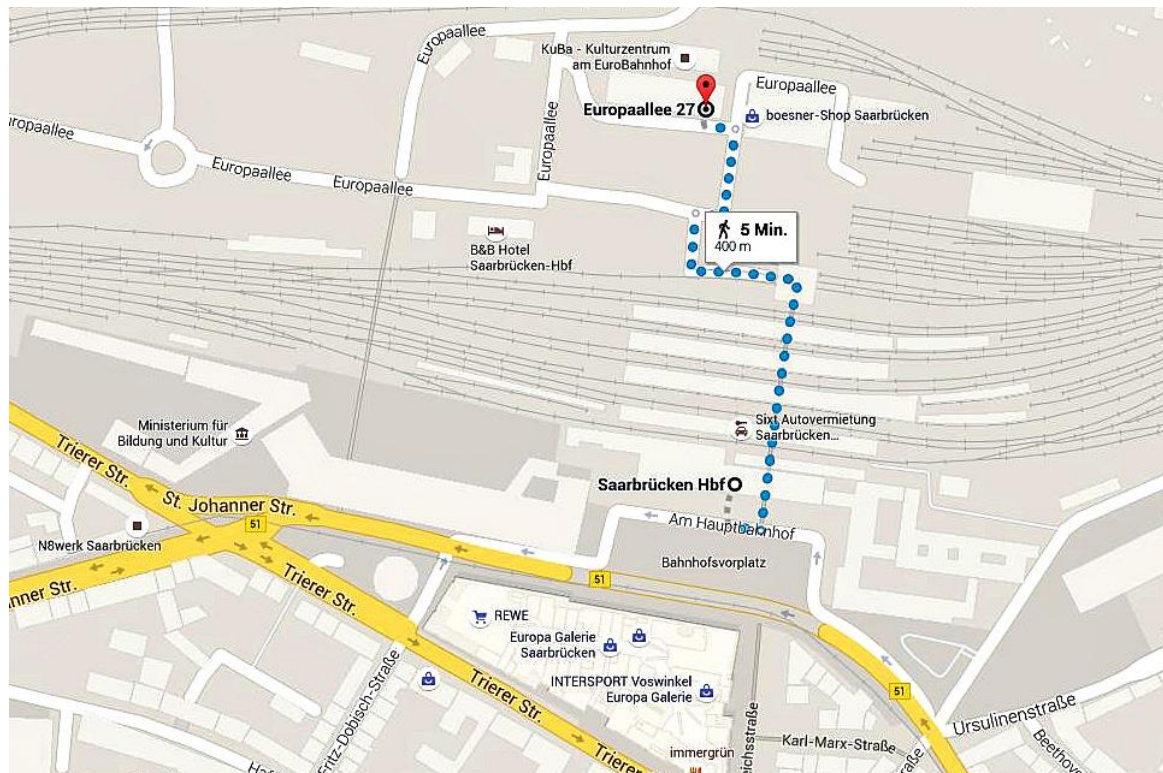 Europaallee
KuBa - Kulturzentrum
am EuroBahnhof
Europaallee
Europaallee 27
boesner-Shop Saarbrücken
Europaallee
Europaallee
Europaallee
5 Min.
400 m
B&B Hotel
Saarbrücken-Hbf
Ministerium für
Bildung und Kultur
Sixt Autovermietung
Saarbrücken...
Trierer Str.
Saarbrücken Hbf
St. Johanner Str.
51
Am Hauptbahnhof
N8werk Saarbrücken
Bahnhofsvorplatz
Trierer Str.
51
REWE
Europa Galerie
Saarbrücken
INTERSPORT Voswinkel
Europa Galerie
51
Trierer Str.
Fritz-Dobisch-Straße
Ursulinenstraße
Karl-Marx-Straße
immergrün
Trierer